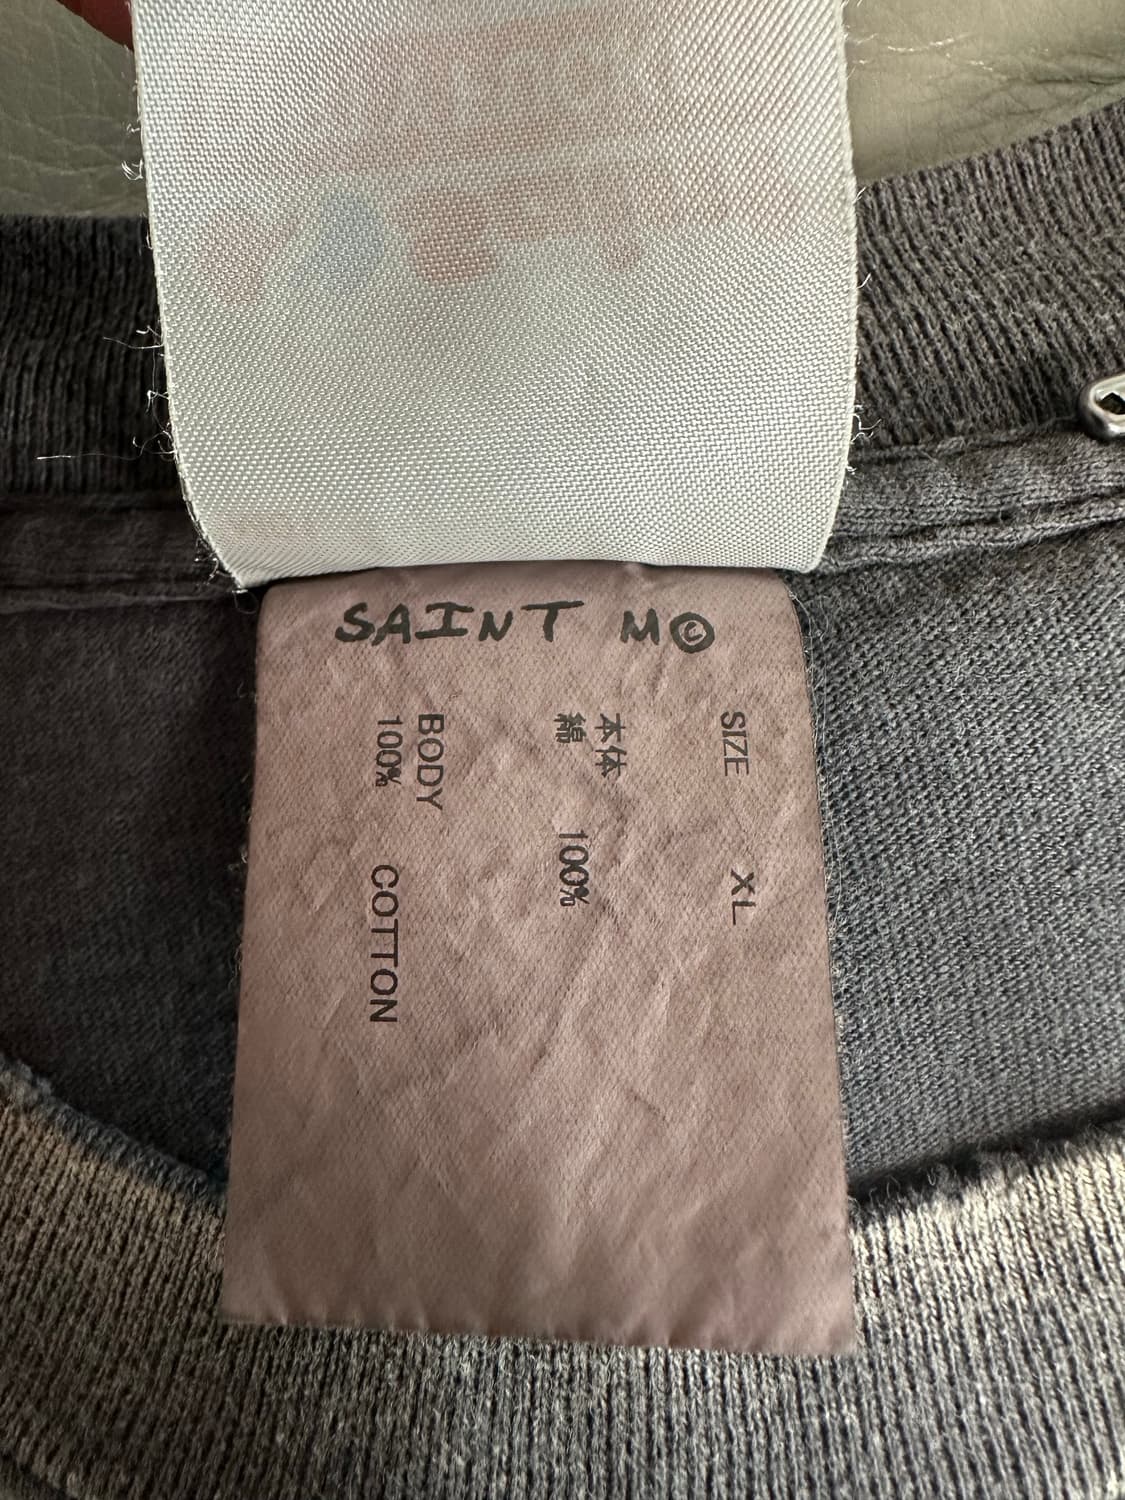 SAINT M©
SIZE XL
本体
綿 100%
BODY
100% COTTON